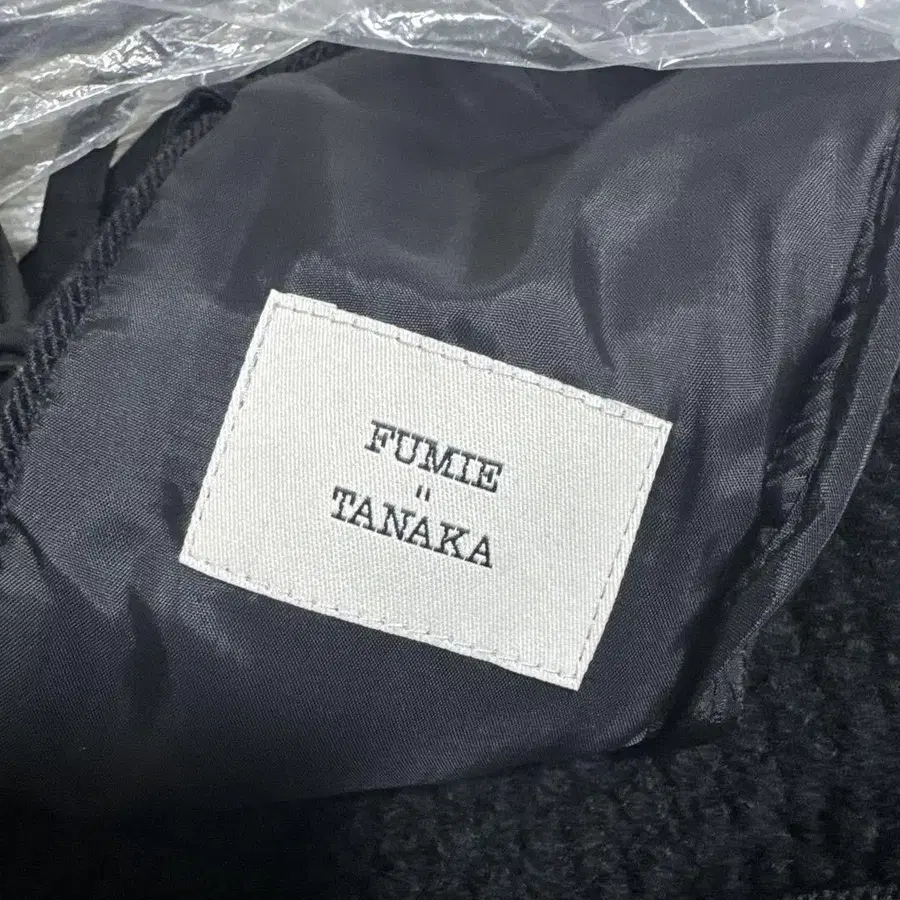 FUMIE
"
TANAKA